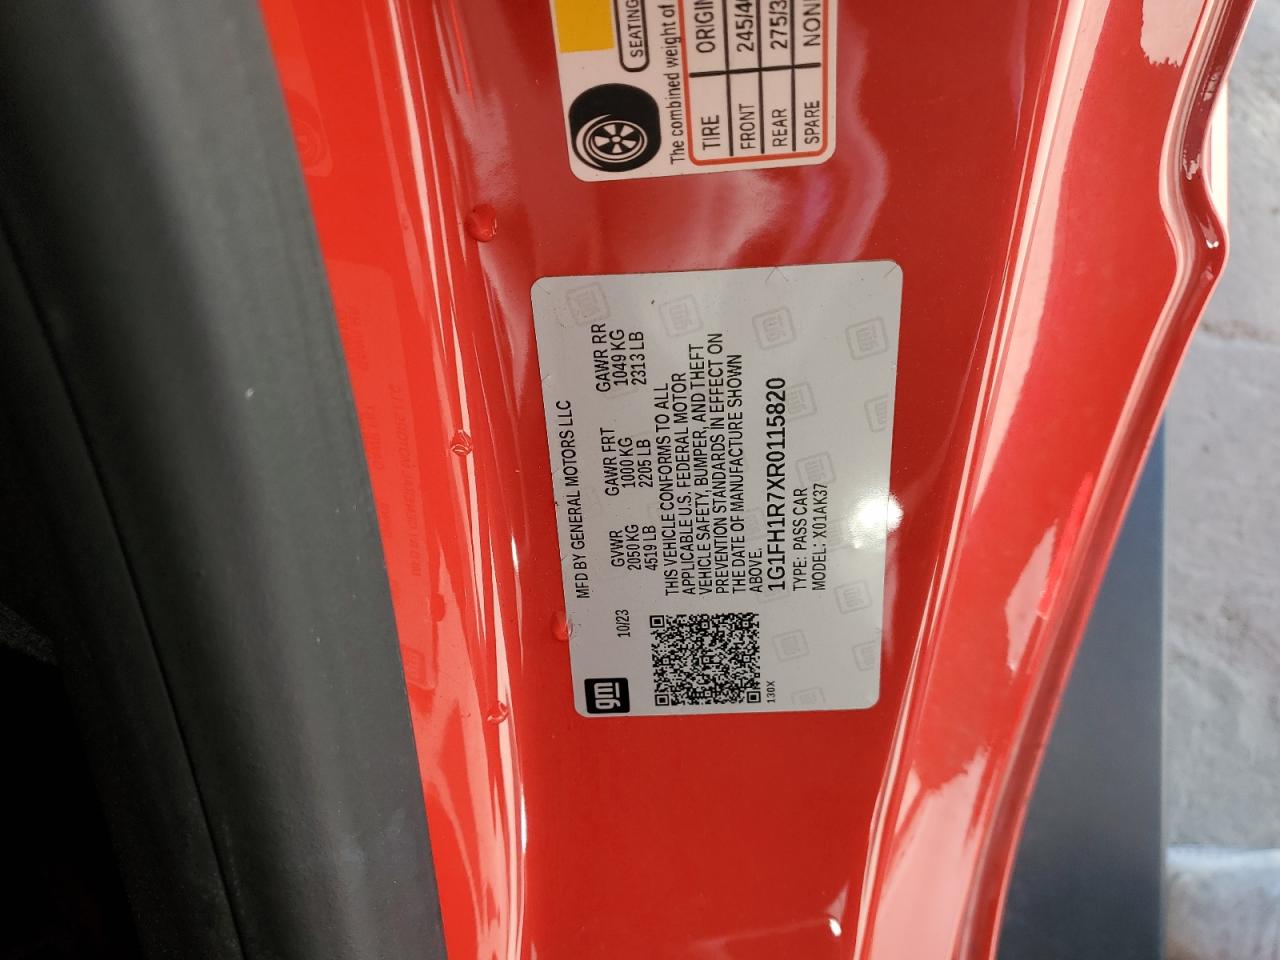 MFD BY GENERAL MOTORS LLC
10/23
GVWR GAWR FRT GAWR RR
2050 KG 1000 KG 1049 KG
4519 LB 2205 LB 2313 LB
THIS VEHICLE CONFORMS TO ALL
APPLICABLE U.S. FEDERAL MOTOR
VEHICLE SAFETY, BUMPER, AND THEFT
PREVENTION STANDARDS IN EFFECT ON
THE DATE OF MANUFACTURE SHOWN
ABOVE.
1G1FH1R7XR0115820
TYPE: PASS CAR
MODEL: X01AK37
gm
130X
SEATING
The combined weight of
TIRE ORIGIN
FRONT 245/4
REAR 275/3
SPARE NON